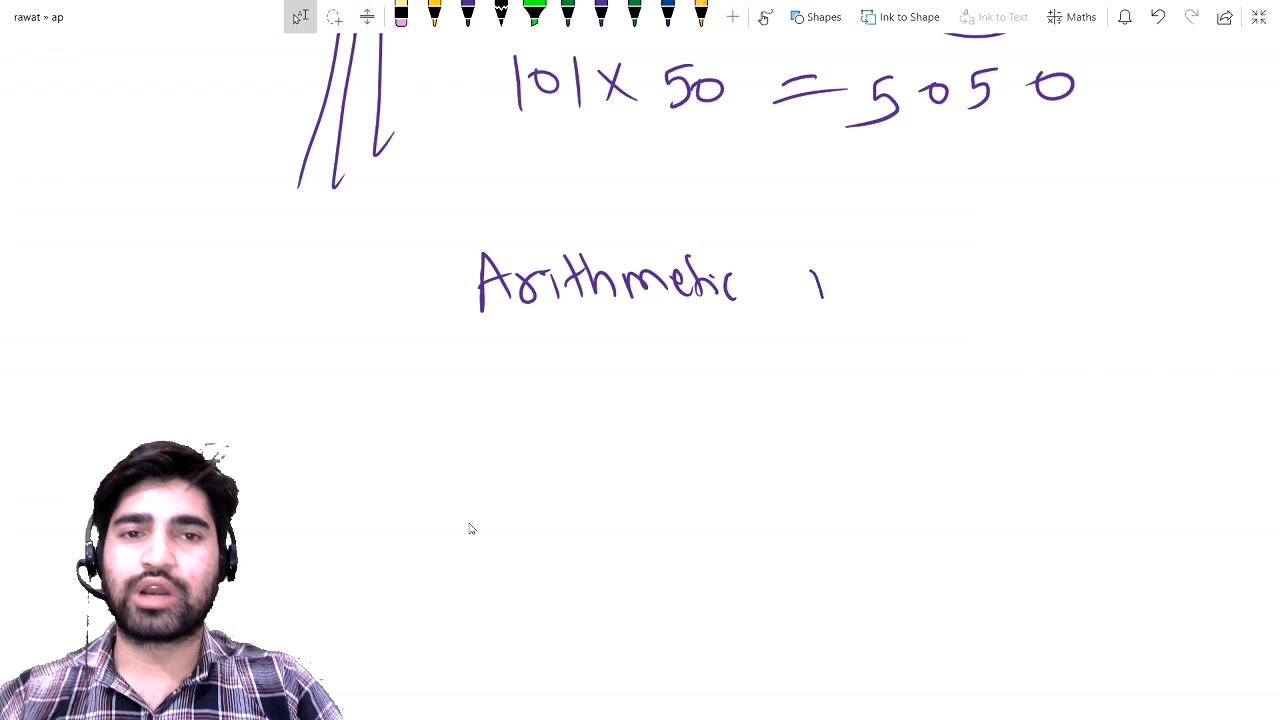 rawat » ap
Shapes
Ink to Shape
Ink to Text
Maths
101 x 50 = 5050
Arithmetic